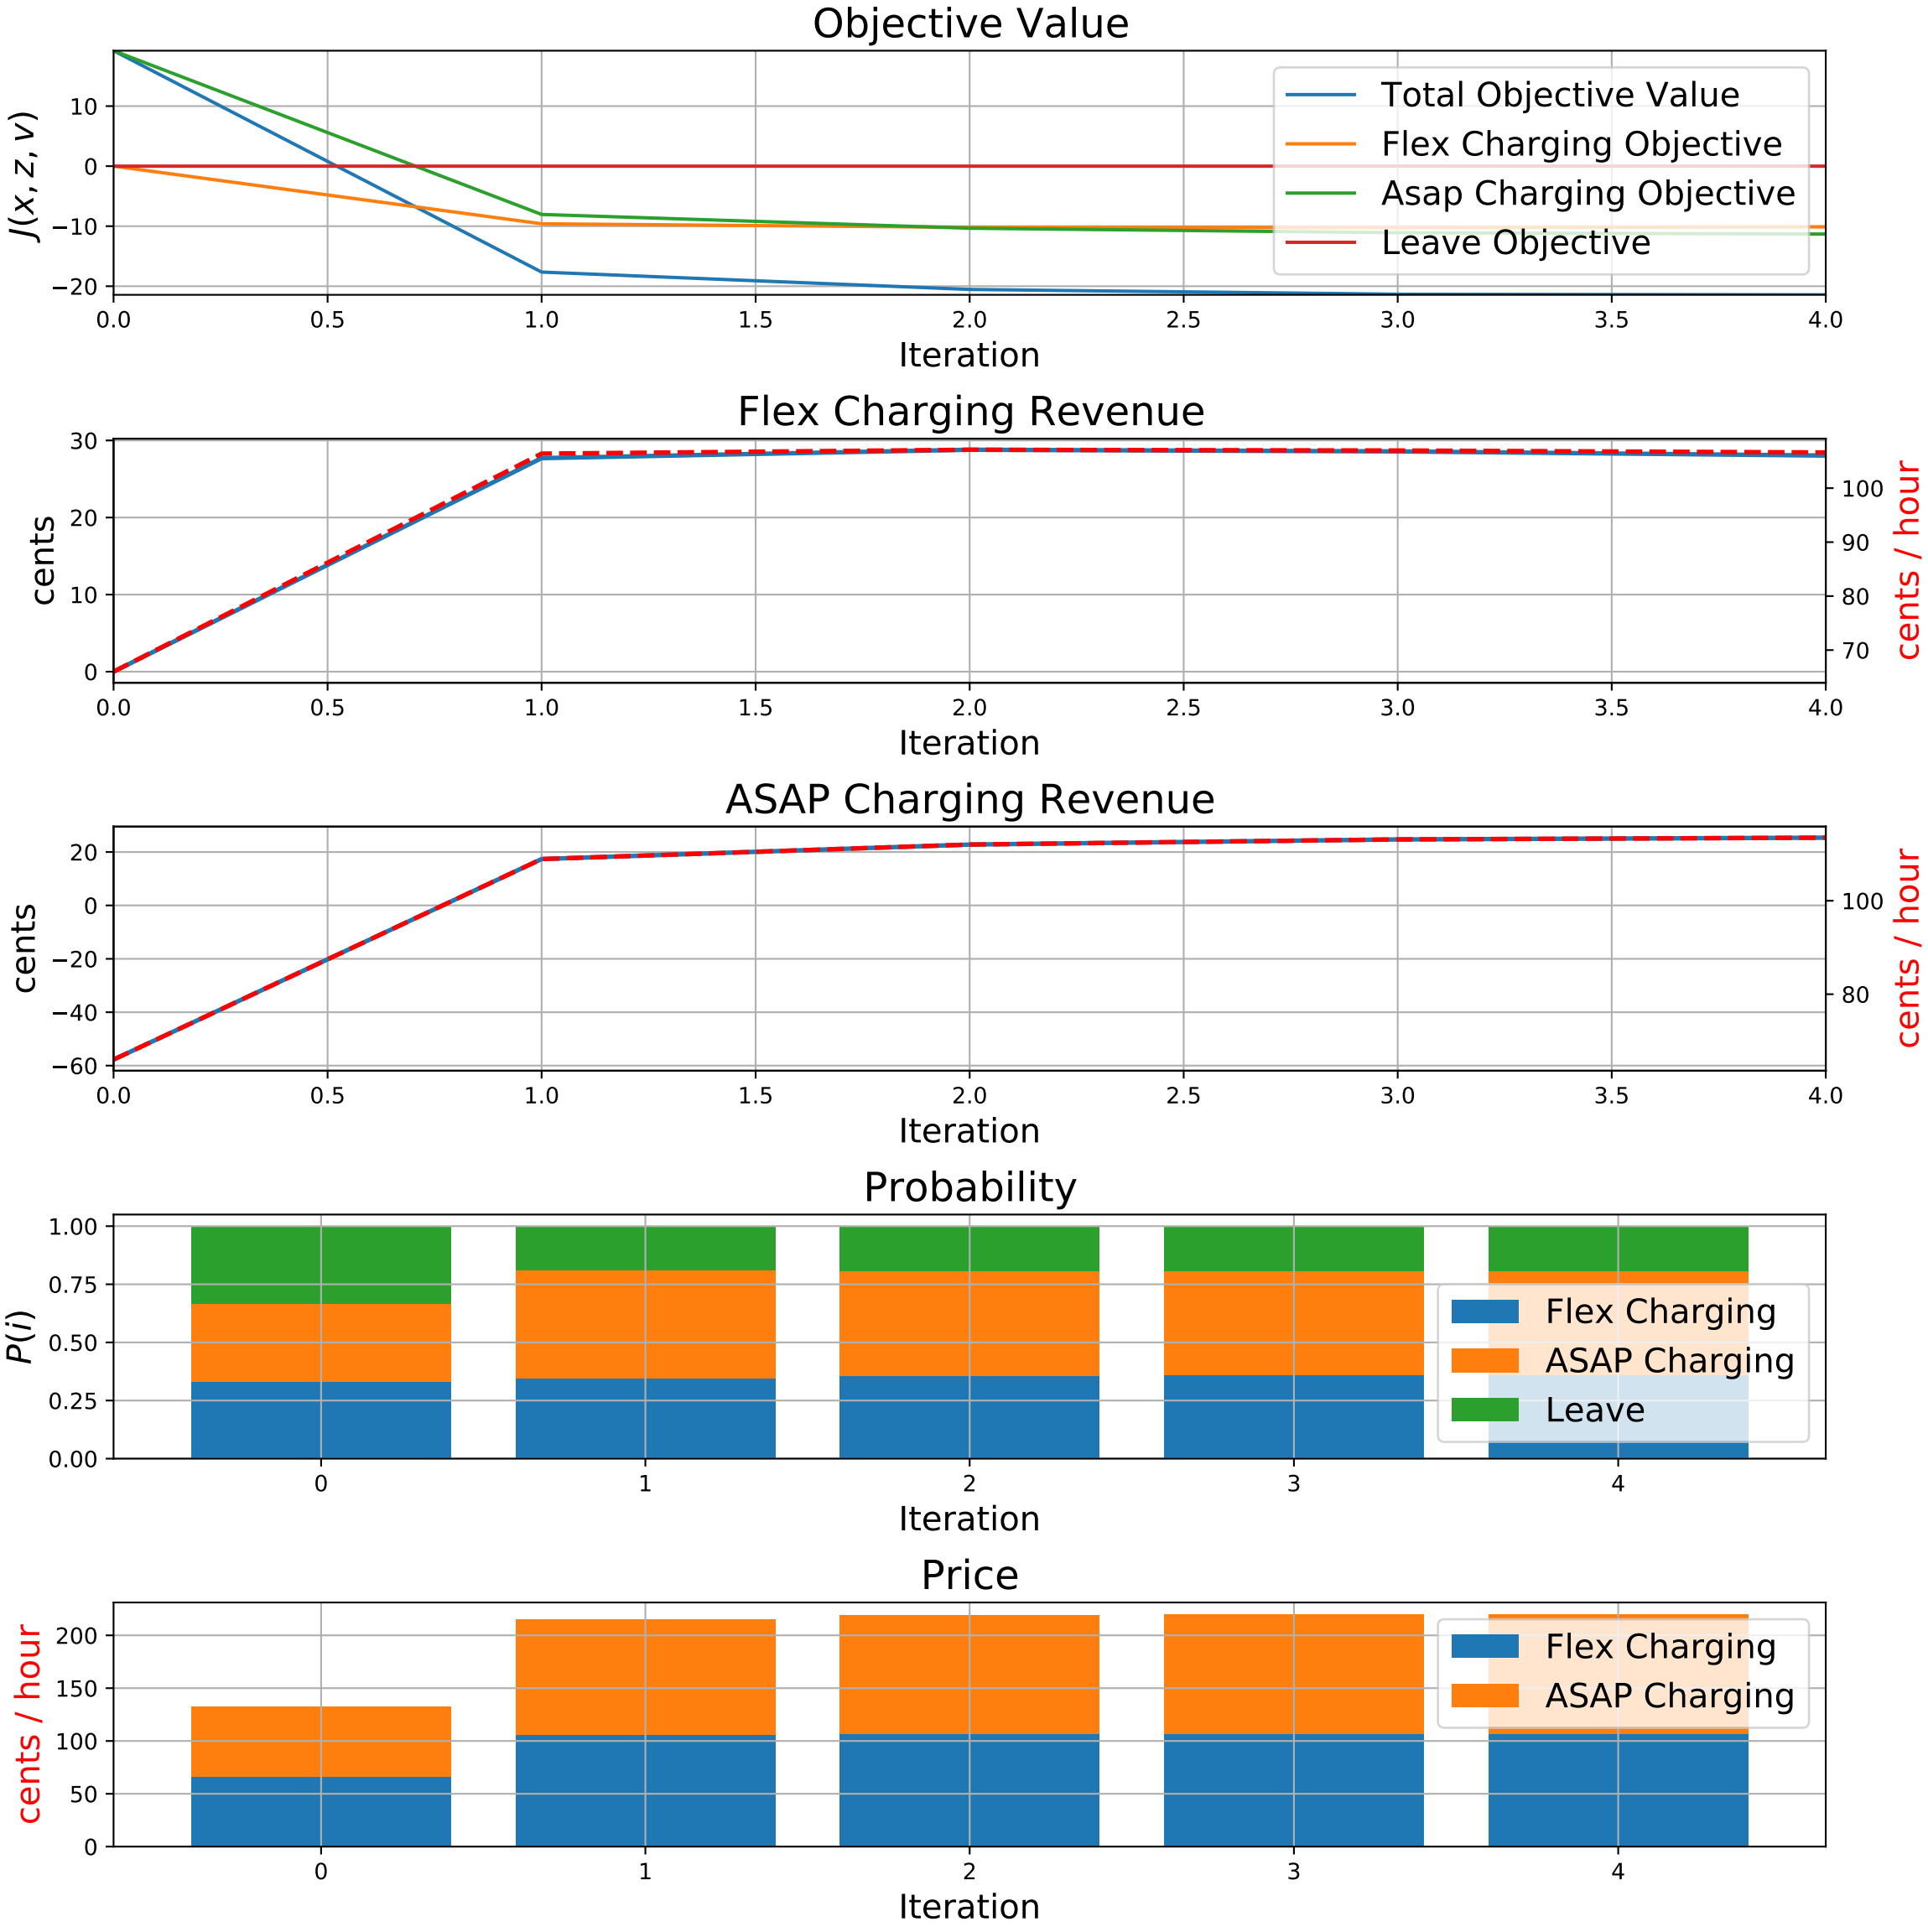 Objective Value
J(x, z, v)
10
0
−10
−20
Total Objective Value
Flex Charging Objective
Asap Charging Objective
Leave Objective
0.0 0.5 1.0 1.5 2.0 2.5 3.0 3.5 4.0
Iteration
Flex Charging Revenue
cents
30
20
10
0
100
90
80
70
cents / hour
0.0 0.5 1.0 1.5 2.0 2.5 3.0 3.5 4.0
Iteration
ASAP Charging Revenue
cents
20
0
−20
−40
−60
100
80
cents / hour
0.0 0.5 1.0 1.5 2.0 2.5 3.0 3.5 4.0
Iteration
Probability
P(i)
1.00
0.75
0.50
0.25
0.00
Flex Charging
ASAP Charging
Leave
0 1 2 3 4
Iteration
Price
cents / hour
200
150
100
50
0
Flex Charging
ASAP Charging
0 1 2 3 4
Iteration